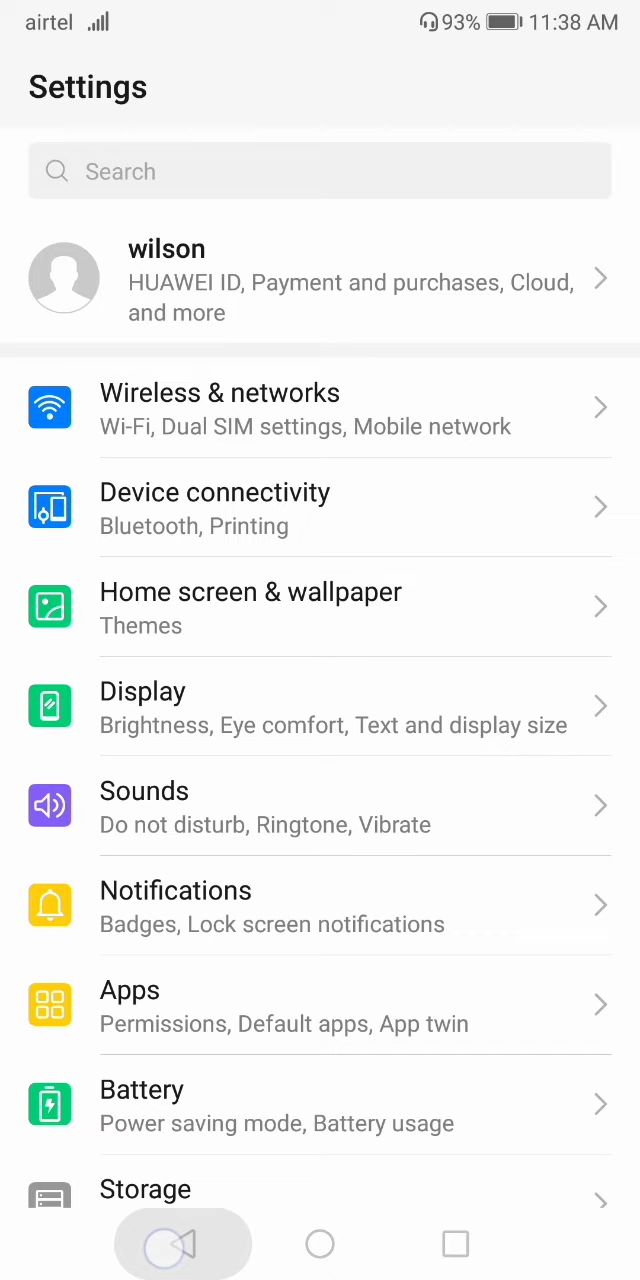 airtel 93% 11:38 AM
Settings
Search
wilson
HUAWEI ID, Payment and purchases, Cloud,
and more
Wireless & networks
Wi-Fi, Dual SIM settings, Mobile network
Device connectivity
Bluetooth, Printing
Home screen & wallpaper
Themes
Display
Brightness, Eye comfort, Text and display size
Sounds
Do not disturb, Ringtone, Vibrate
Notifications
Badges, Lock screen notifications
Apps
Permissions, Default apps, App twin
Battery
Power saving mode, Battery usage
Storage